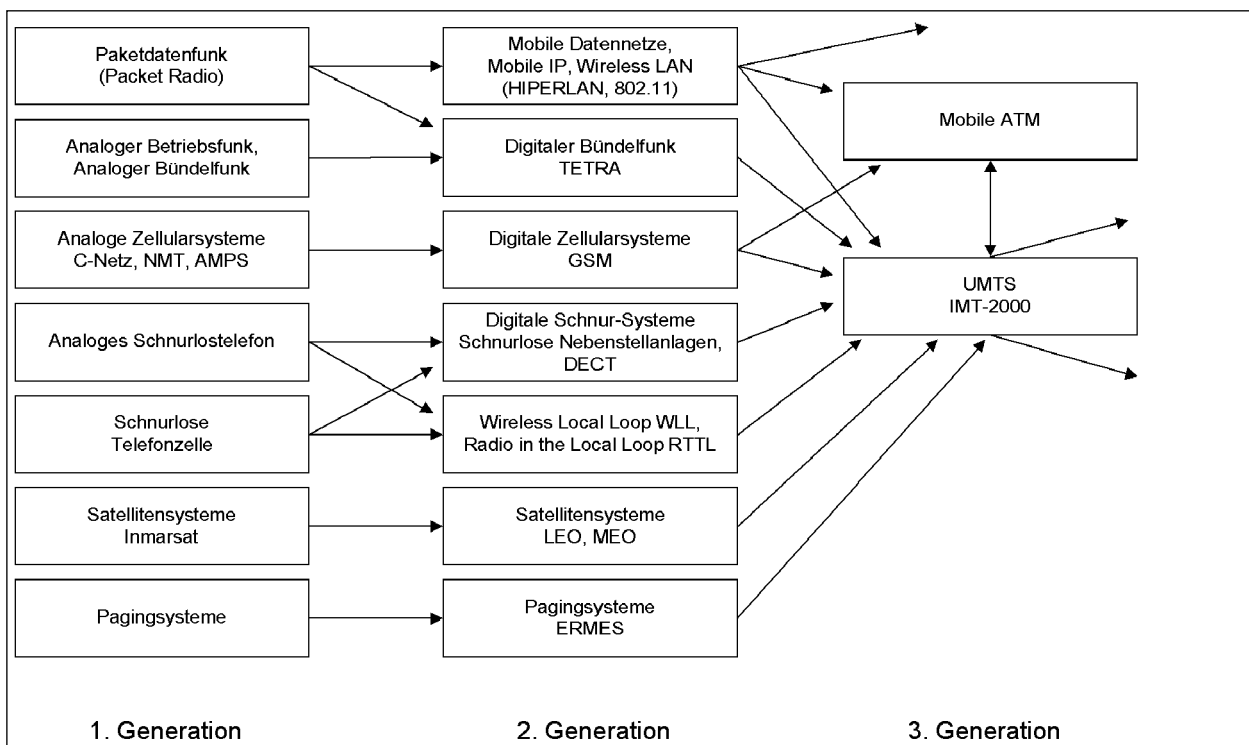 Paketdatenfunk
(Packet Radio)
Analoger Betriebsfunk,
Analoger Bündelfunk
Analoge Zellularsysteme
C-Netz, NMT, AMPS
Analoges Schnurlostelefon
Schnurlose
Telefonzelle
Satellitensysteme
Inmarsat
Pagingsysteme
1. Generation
Mobile Datennetze,
Mobile IP, Wireless LAN
(HIPERLAN, 802.11)
Digitaler Bündelfunk
TETRA
Digitale Zellularsysteme
GSM
Digitale Schnur-Systeme
Schnurlose Nebenstellanlagen,
DECT
Wireless Local Loop WLL,
Radio in the Local Loop RTTL
Satellitensysteme
LEO, MEO
Pagingsysteme
ERMES
2. Generation
Mobile ATM
UMTS
IMT-2000
3. Generation